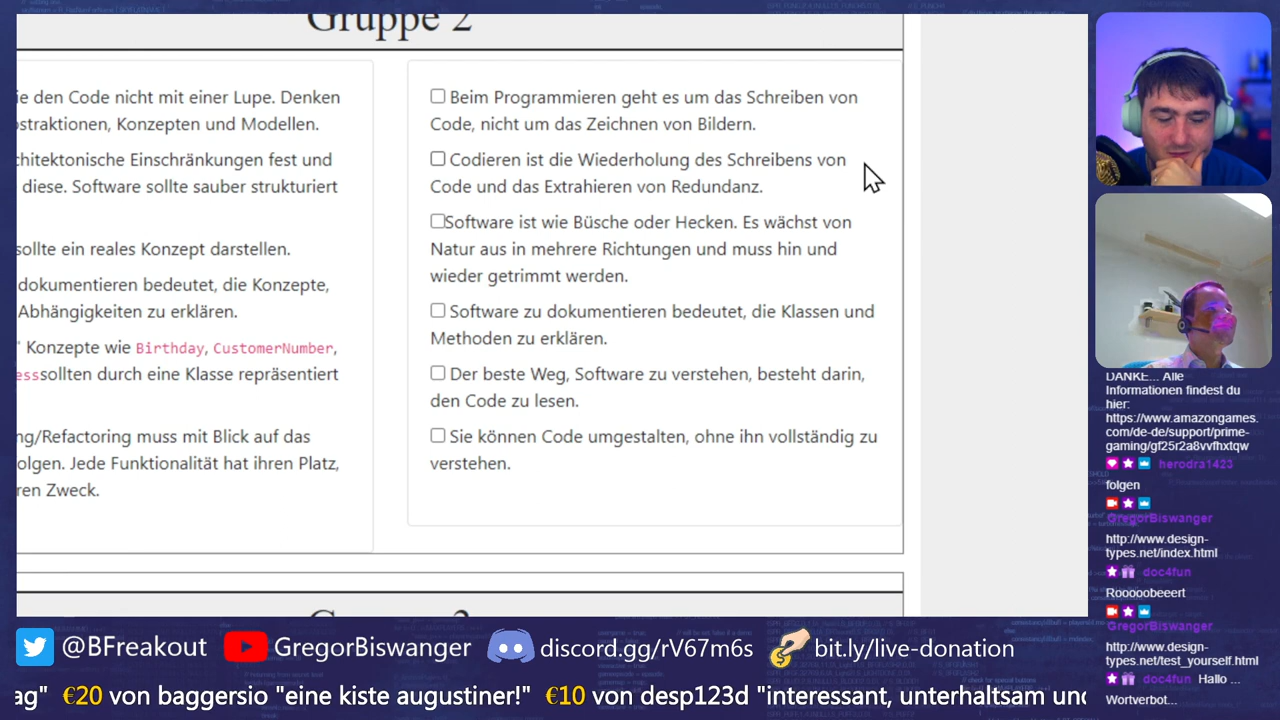 Gruppe 2
ie den Code nicht mit einer Lupe. Denken
straktionen, Konzepten und Modellen.
chitektonische Einschränkungen fest und
diese. Software sollte sauber strukturiert
sollte ein reales Konzept darstellen.
dokumentieren bedeutet, die Konzepte,
Abhängigkeiten zu erklären.
" Konzepte wie Birthday, CustomerNumber,
esssollten durch eine Klasse repräsentiert
ng/Refactoring muss mit Blick auf das
olgen. Jede Funktionalität hat ihren Platz,
ren Zweck.
Beim Programmieren geht es um das Schreiben von
Code, nicht um das Zeichnen von Bildern.
Codieren ist die Wiederholung des Schreibens von
Code und das Extrahieren von Redundanz.
Software ist wie Büsche oder Hecken. Es wächst von
Natur aus in mehrere Richtungen und muss hin und
wieder getrimmt werden.
Software zu dokumentieren bedeutet, die Klassen und
Methoden zu erklären.
Der beste Weg, Software zu verstehen, besteht darin,
den Code zu lesen.
Sie können Code umgestalten, ohne ihn vollständig zu
verstehen.
DANKE... Alle
Informationen findest du
hier:
https://www.amazongames.
com/de-de/support/prime-
gaming/gf25r2a8vvfhxtqw
herodra1423
folgen
GregorBiswanger
http://www.design-
types.net/index.html
doc4fun
Rooooobeeert
GregorBiswanger
http://www.design-
types.net/test_yourself.html
doc4fun Hallo ...
Wortverbot...
@BFreakout GregorBiswanger discord.gg/rV67m6s bit.ly/live-donation
ag" €20 von baggersio "eine kiste augustiner!" €10 von desp123d "interessant, unterhaltsam und